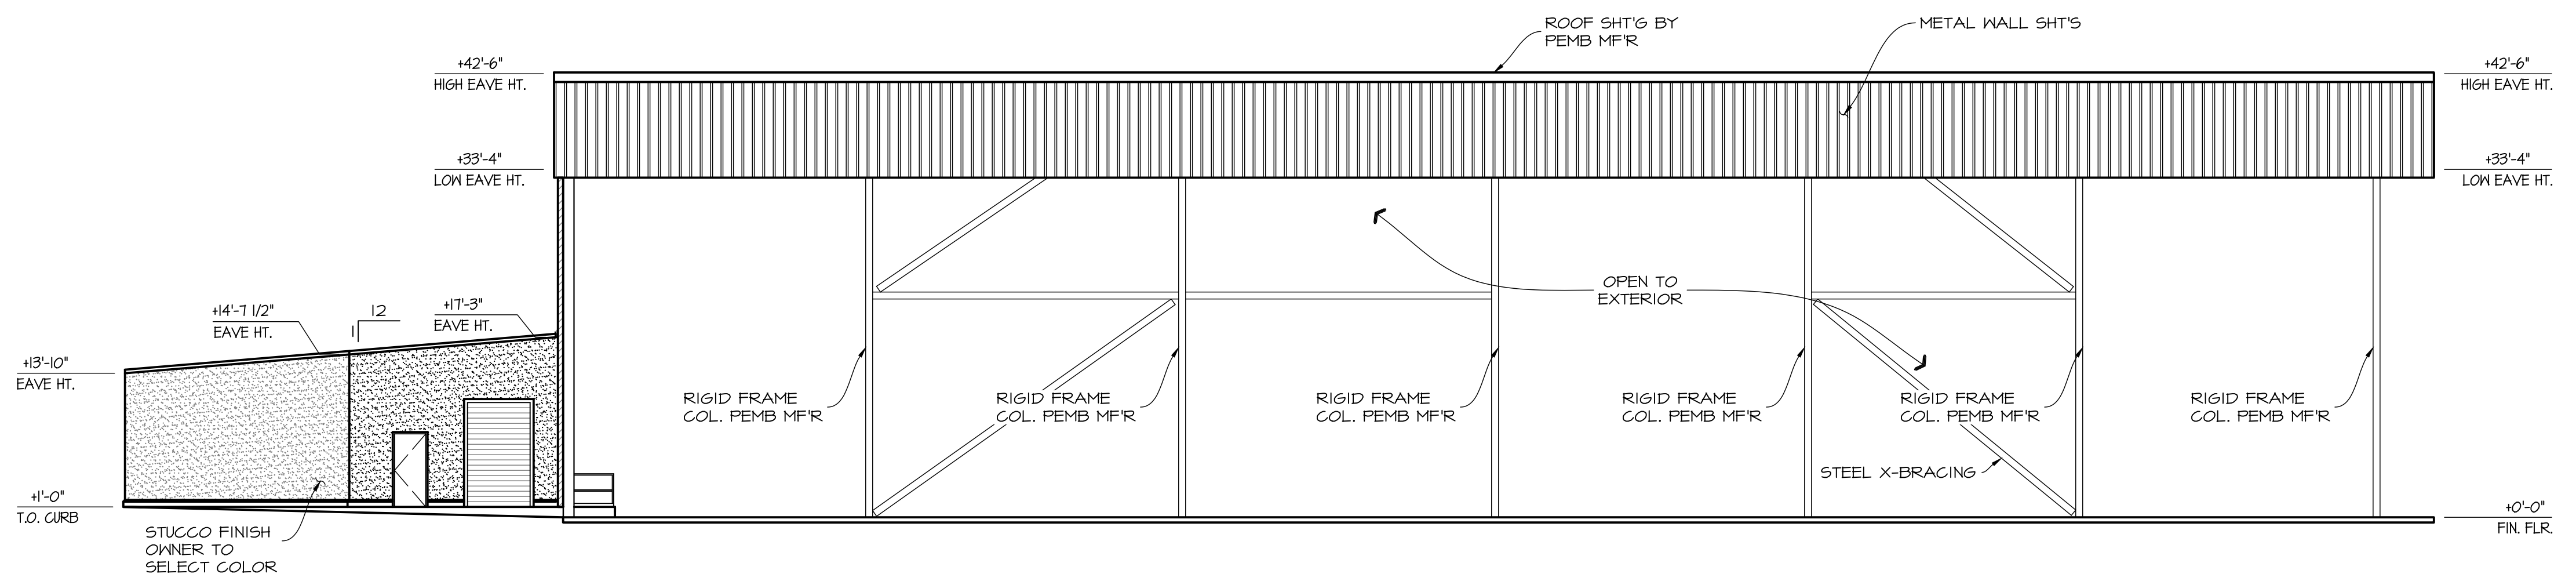 ROOF SHT'G BY
PEMB MF'R
METAL WALL SHT'S
+42'-6"
HIGH EAVE HT.
+42'-6"
HIGH EAVE HT.
+33'-4"
LOW EAVE HT.
+33'-4"
LOW EAVE HT.
OPEN TO
EXTERIOR
+14'-7 1/2"
EAVE HT.
12
1
+17'-3"
EAVE HT.
+13'-10"
EAVE HT.
RIGID FRAME
COL. PEMB MF'R
RIGID FRAME
COL. PEMB MF'R
RIGID FRAME
COL. PEMB MF'R
RIGID FRAME
COL. PEMB MF'R
RIGID FRAME
COL. PEMB MF'R
RIGID FRAME
COL. PEMB MF'R
STEEL X-BRACING
+1'-0"
T.O. CURB
STUCCO FINISH
OWNER TO
SELECT COLOR
+0'-0"
FIN. FLR.